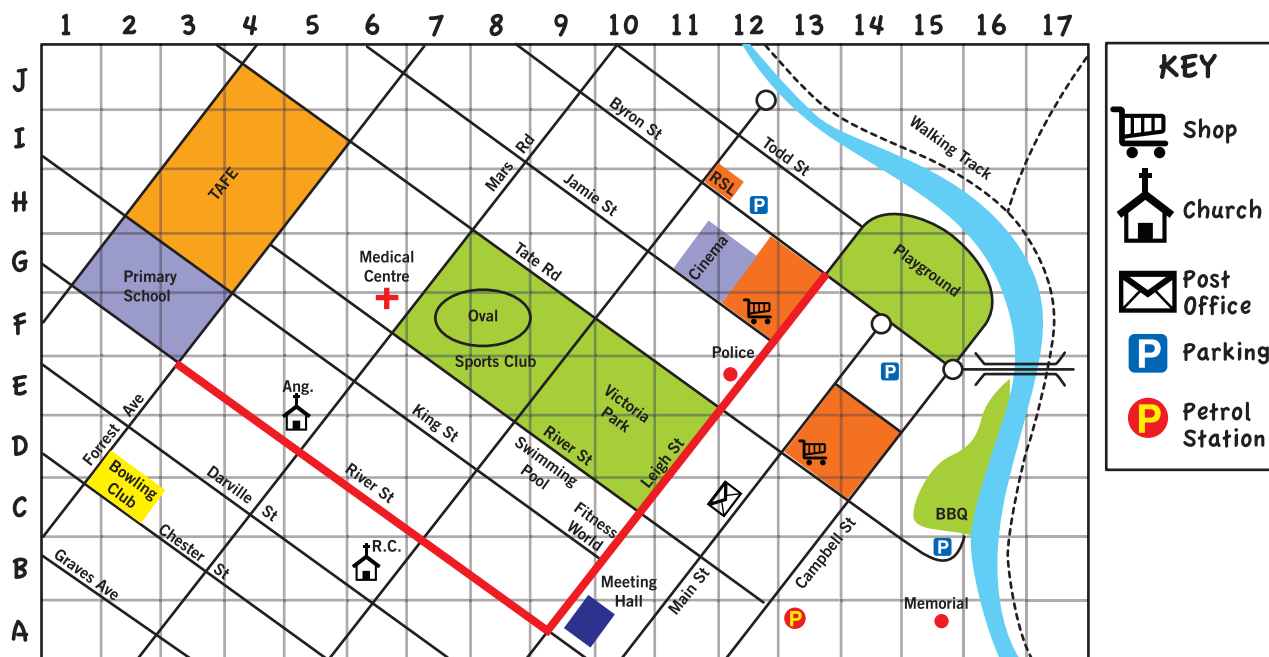 1 2 3 4 5 6 7 8 9 10 11 12 13 14 15 16 17
J
I
H
G
F
E
D
C
B
A
Byron St
Todd St
Walking Track
Mars Rd
TAFE
RSL
P
Jamie St
Primary
School
Medical
Centre
Tate Rd
Cinema
Playground
Oval
Sports Club
Police
P
Ang.
Victoria
Park
Forrest Ave
King St
River St
Swimming
Pool
Leigh St
Bowling
Club
Darville St
River St
Fitness
World
BBQ
Chester St
R.C.
Campbell St
P
Graves Ave
Meeting
Hall
Main St
P
Memorial
KEY
Shop
Church
Post
Office
P Parking
P Petrol
Station